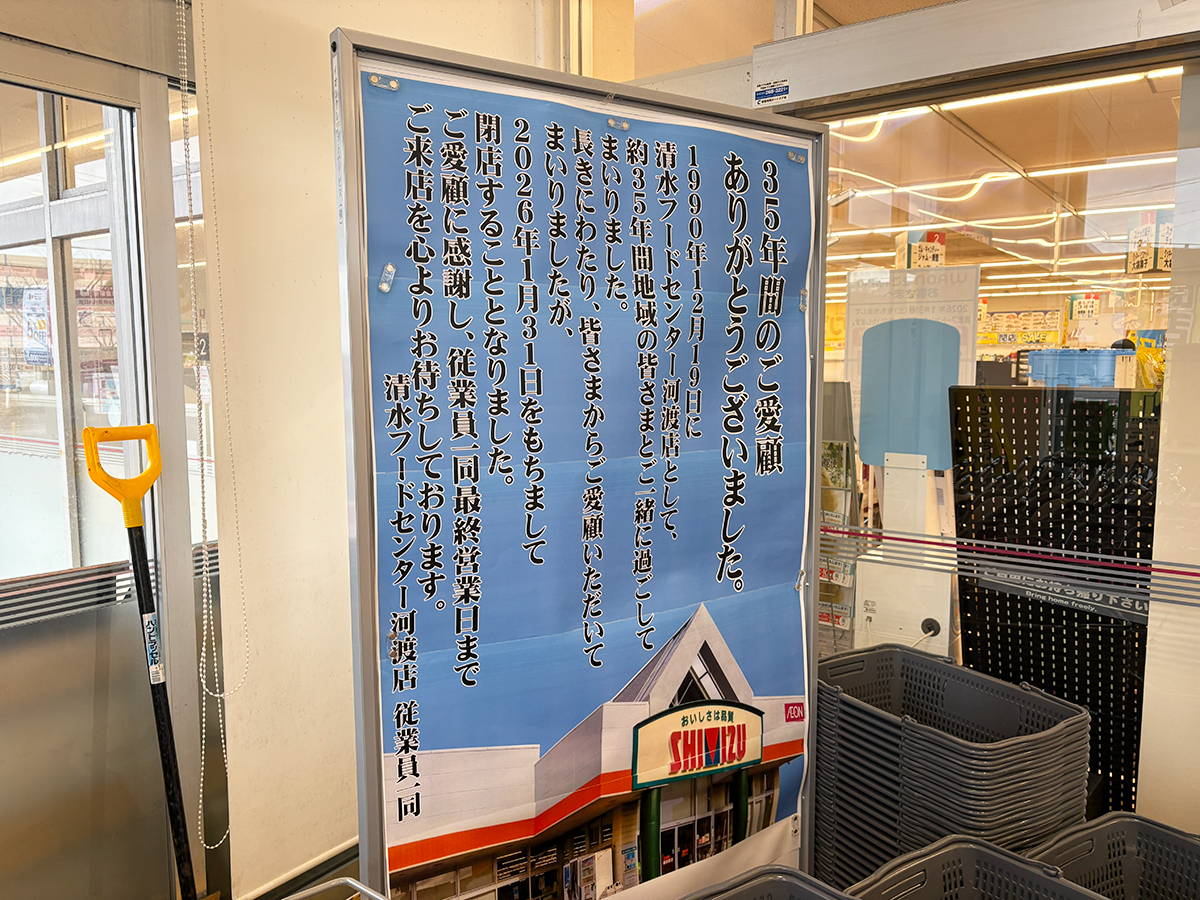 35年間のご愛顧
ありがとうございました。
1990年12月19日に
清水フードセンター河渡店として、
約35年間地域の皆さまとご一緒に過ごして
まいりました。
長きにわたり、皆さまからご愛顧いただいて
まいりましたが、
2026年1月31日をもちまして
閉店することとなりました。
ご愛顧に感謝し、従業員一同最終営業日まで
ご来店を心よりお待ちしております。
清水フードセンター河渡店 従業員一同
おいしさは品質
SHIMIZU
ÆON
Bring home freely.